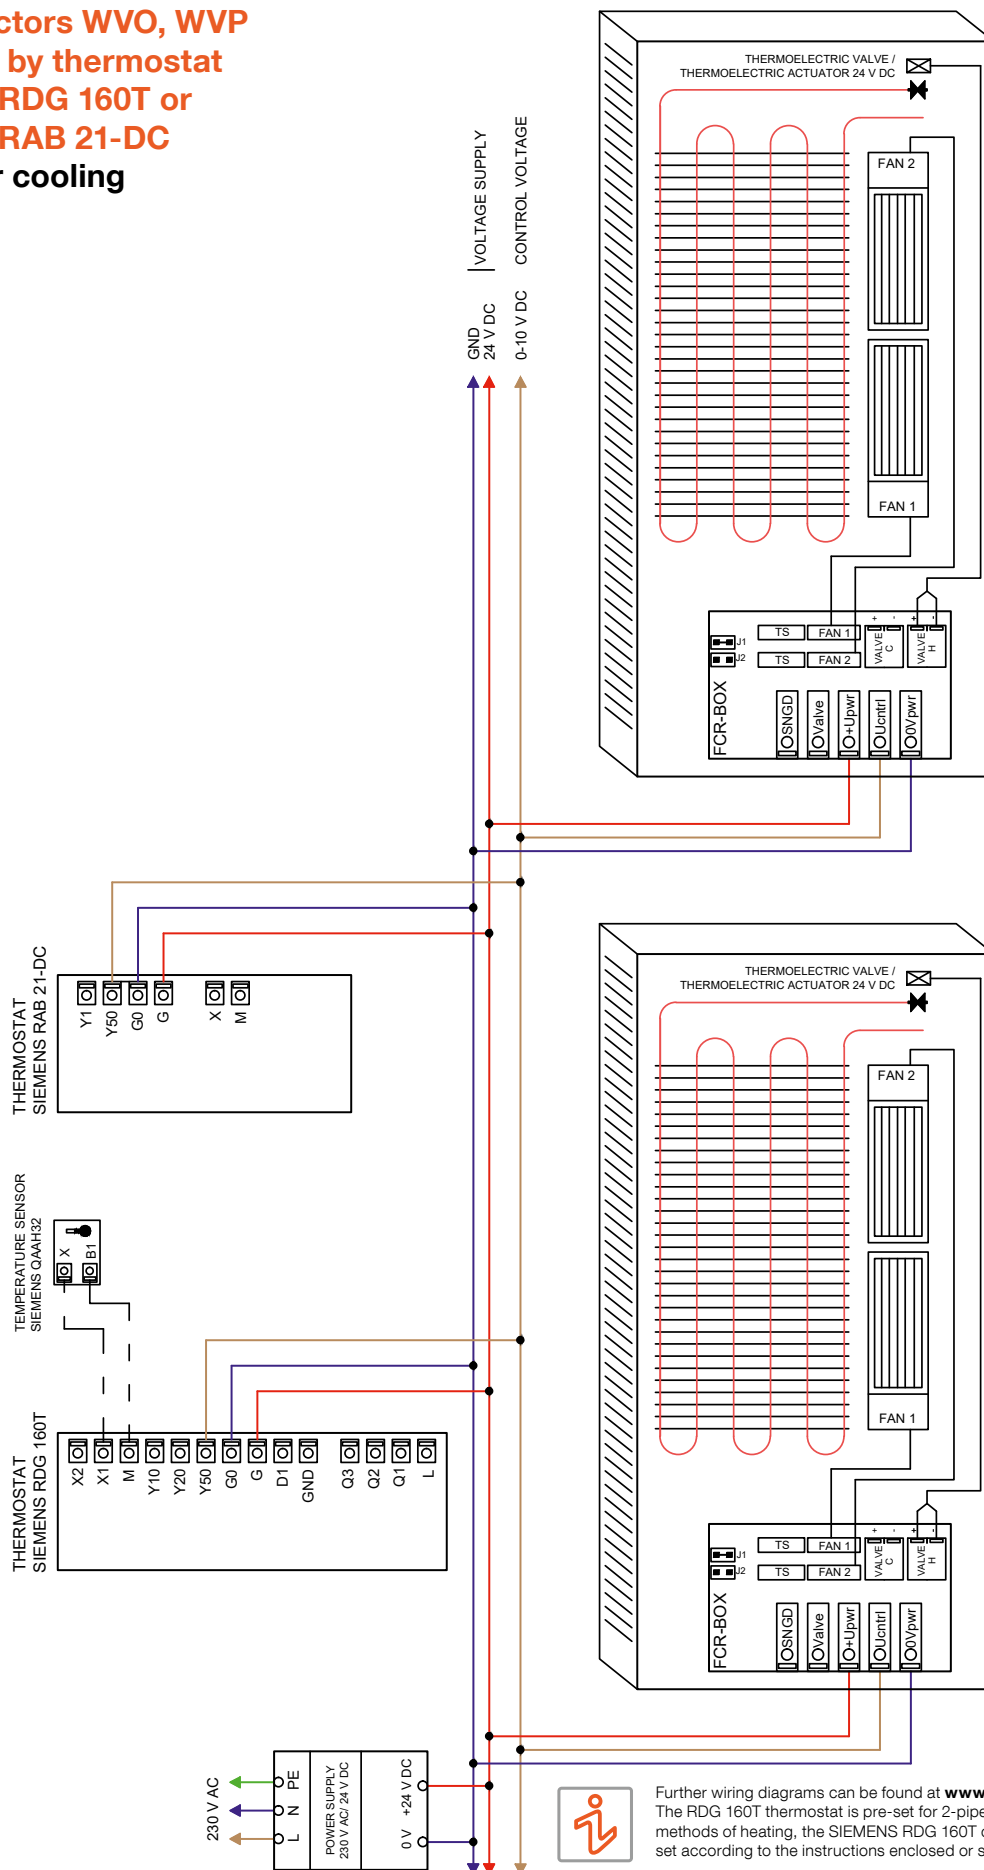 ctors WVO, WVP
by thermostat
RDG 160T or
RAB 21-DC
r cooling
VOLTAGE SUPPLY
CONTROL VOLTAGE
GND
24 V DC
0-10 V DC
THERMOELECTRIC VALVE /
THERMOELECTRIC ACTUATOR 24 V DC
FAN 2
FAN 1
FCR-BOX
J1
J2
TS
FAN 1
TS
FAN 2
+ -
VALVE
C
+ -
VALVE
H
SNGD
Valve
+Upwr
Ucntrl
0Vpwr
THERMOSTAT
SIEMENS RAB 21-DC
Y1
Y50
G0
G
X
M
THERMOELECTRIC VALVE /
THERMOELECTRIC ACTUATOR 24 V DC
FAN 2
FAN 1
FCR-BOX
J1
J2
TS
FAN 1
TS
FAN 2
+ -
VALVE
C
+ -
VALVE
H
SNGD
Valve
+Upwr
Ucntrl
0Vpwr
TEMPERATURE SENSOR
SIEMENS QAAH32
X
B1
THERMOSTAT
SIEMENS RDG 160T
X2
X1
M
Y10
Y20
Y50
G0
G
D1
GND
Q3
Q2
Q1
L
230 V AC
PE
N
L
POWER SUPPLY
230 V AC/ 24 V DC
+24 V DC
0 V
Further wiring diagrams can be found at www
The RDG 160T thermostat is pre-set for 2-pipe
methods of heating, the SIEMENS RDG 160T
set according to the instructions enclosed or s